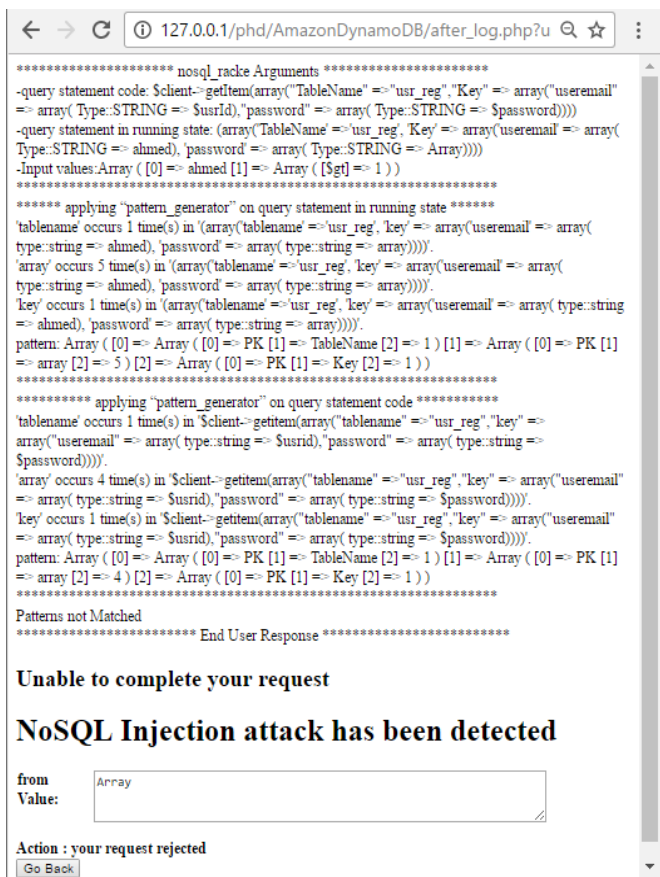 127.0.0.1/phd/AmazonDynamoDB/after_log.php?u
********************** nosql_racke Arguments ***********************
-query statement code: $client->getItem(array("TableName" =>"usr_reg","Key" => array("useremail"
=> array( Type::STRING => $usrId),"password" => array( Type::STRING => $password))))
-query statement in running state: (array('TableName' =>'usr_reg', 'Key' => array('useremail' => array(
Type::STRING => ahmed), 'password' => array( Type::STRING => Array))))
-Input values:Array ( [0] => ahmed [1] => Array ( [$gt] => 1 ) )
*******************************************************************
****** applying “pattern_generator” on query statement in running state ******
'tablename' occurs 1 time(s) in '(array('tablename' =>'usr_reg', 'key' => array('useremail' => array(
type::string => ahmed), 'password' => array( type::string => array))))'.
'array' occurs 5 time(s) in '(array('tablename' =>'usr_reg', 'key' => array('useremail' => array(
type::string => ahmed), 'password' => array( type::string => array))))'.
'key' occurs 1 time(s) in '(array('tablename' =>'usr_reg', 'key' => array('useremail' => array( type::string
=> ahmed), 'password' => array( type::string => array))))'.
pattern: Array ( [0] => Array ( [0] => PK [1] => TableName [2] => 1 ) [1] => Array ( [0] => PK [1]
=> array [2] => 5 ) [2] => Array ( [0] => PK [1] => Key [2] => 1 ) )
*******************************************************************
********** applying “pattern_generator” on query statement code ***********
'tablename' occurs 1 time(s) in '$client->getitem(array("tablename" =>"usr_reg","key" =>
array("useremail" => array( type::string => $usrid),"password" => array( type::string =>
$password))))'.
'array' occurs 4 time(s) in '$client->getitem(array("tablename" =>"usr_reg","key" => array("useremail"
=> array( type::string => $usrid),"password" => array( type::string => $password))))'.
'key' occurs 1 time(s) in '$client->getitem(array("tablename" =>"usr_reg","key" => array("useremail"
=> array( type::string => $usrid),"password" => array( type::string => $password))))'.
pattern: Array ( [0] => Array ( [0] => PK [1] => TableName [2] => 1 ) [1] => Array ( [0] => PK [1]
=> array [2] => 4 ) [2] => Array ( [0] => PK [1] => Key [2] => 1 ) )
*******************************************************************
Patterns not Matched
************************* End User Response **************************
Unable to complete your request
NoSQL Injection attack has been detected
from
Value:
Array
Action : your request rejected
Go Back